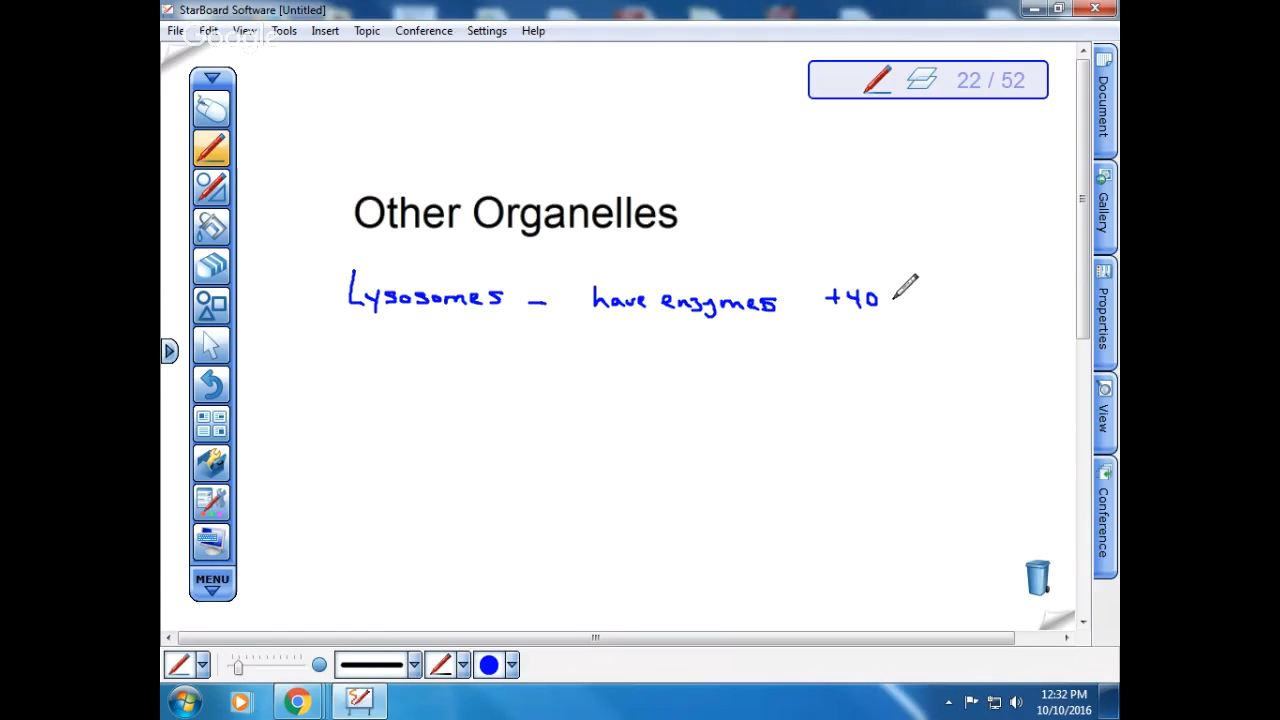 StarBoard Software [Untitled]
File Edit View Tools Insert Topic Conference Settings Help
Google
22 / 52
Other Organelles
Lysosomes - have enzymes +40
Document
Gallery
Properties
View
Conference
MENU
12:32 PM
10/10/2016